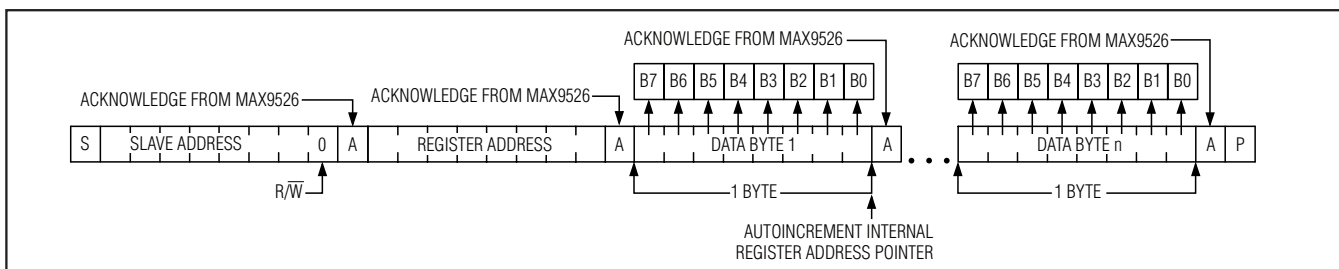 ACKNOWLEDGE FROM MAX9526 ACKNOWLEDGE FROM MAX9526
B7 B6 B5 B4 B3 B2 B1 B0 B7 B6 B5 B4 B3 B2 B1 B0
ACKNOWLEDGE FROM MAX9526 ACKNOWLEDGE FROM MAX9526
S SLAVE ADDRESS 0 A REGISTER ADDRESS A DATA BYTE 1 A • • • DATA BYTE n A P
R/W̅ 1 BYTE 1 BYTE
AUTOINCREMENT INTERNAL
REGISTER ADDRESS POINTER